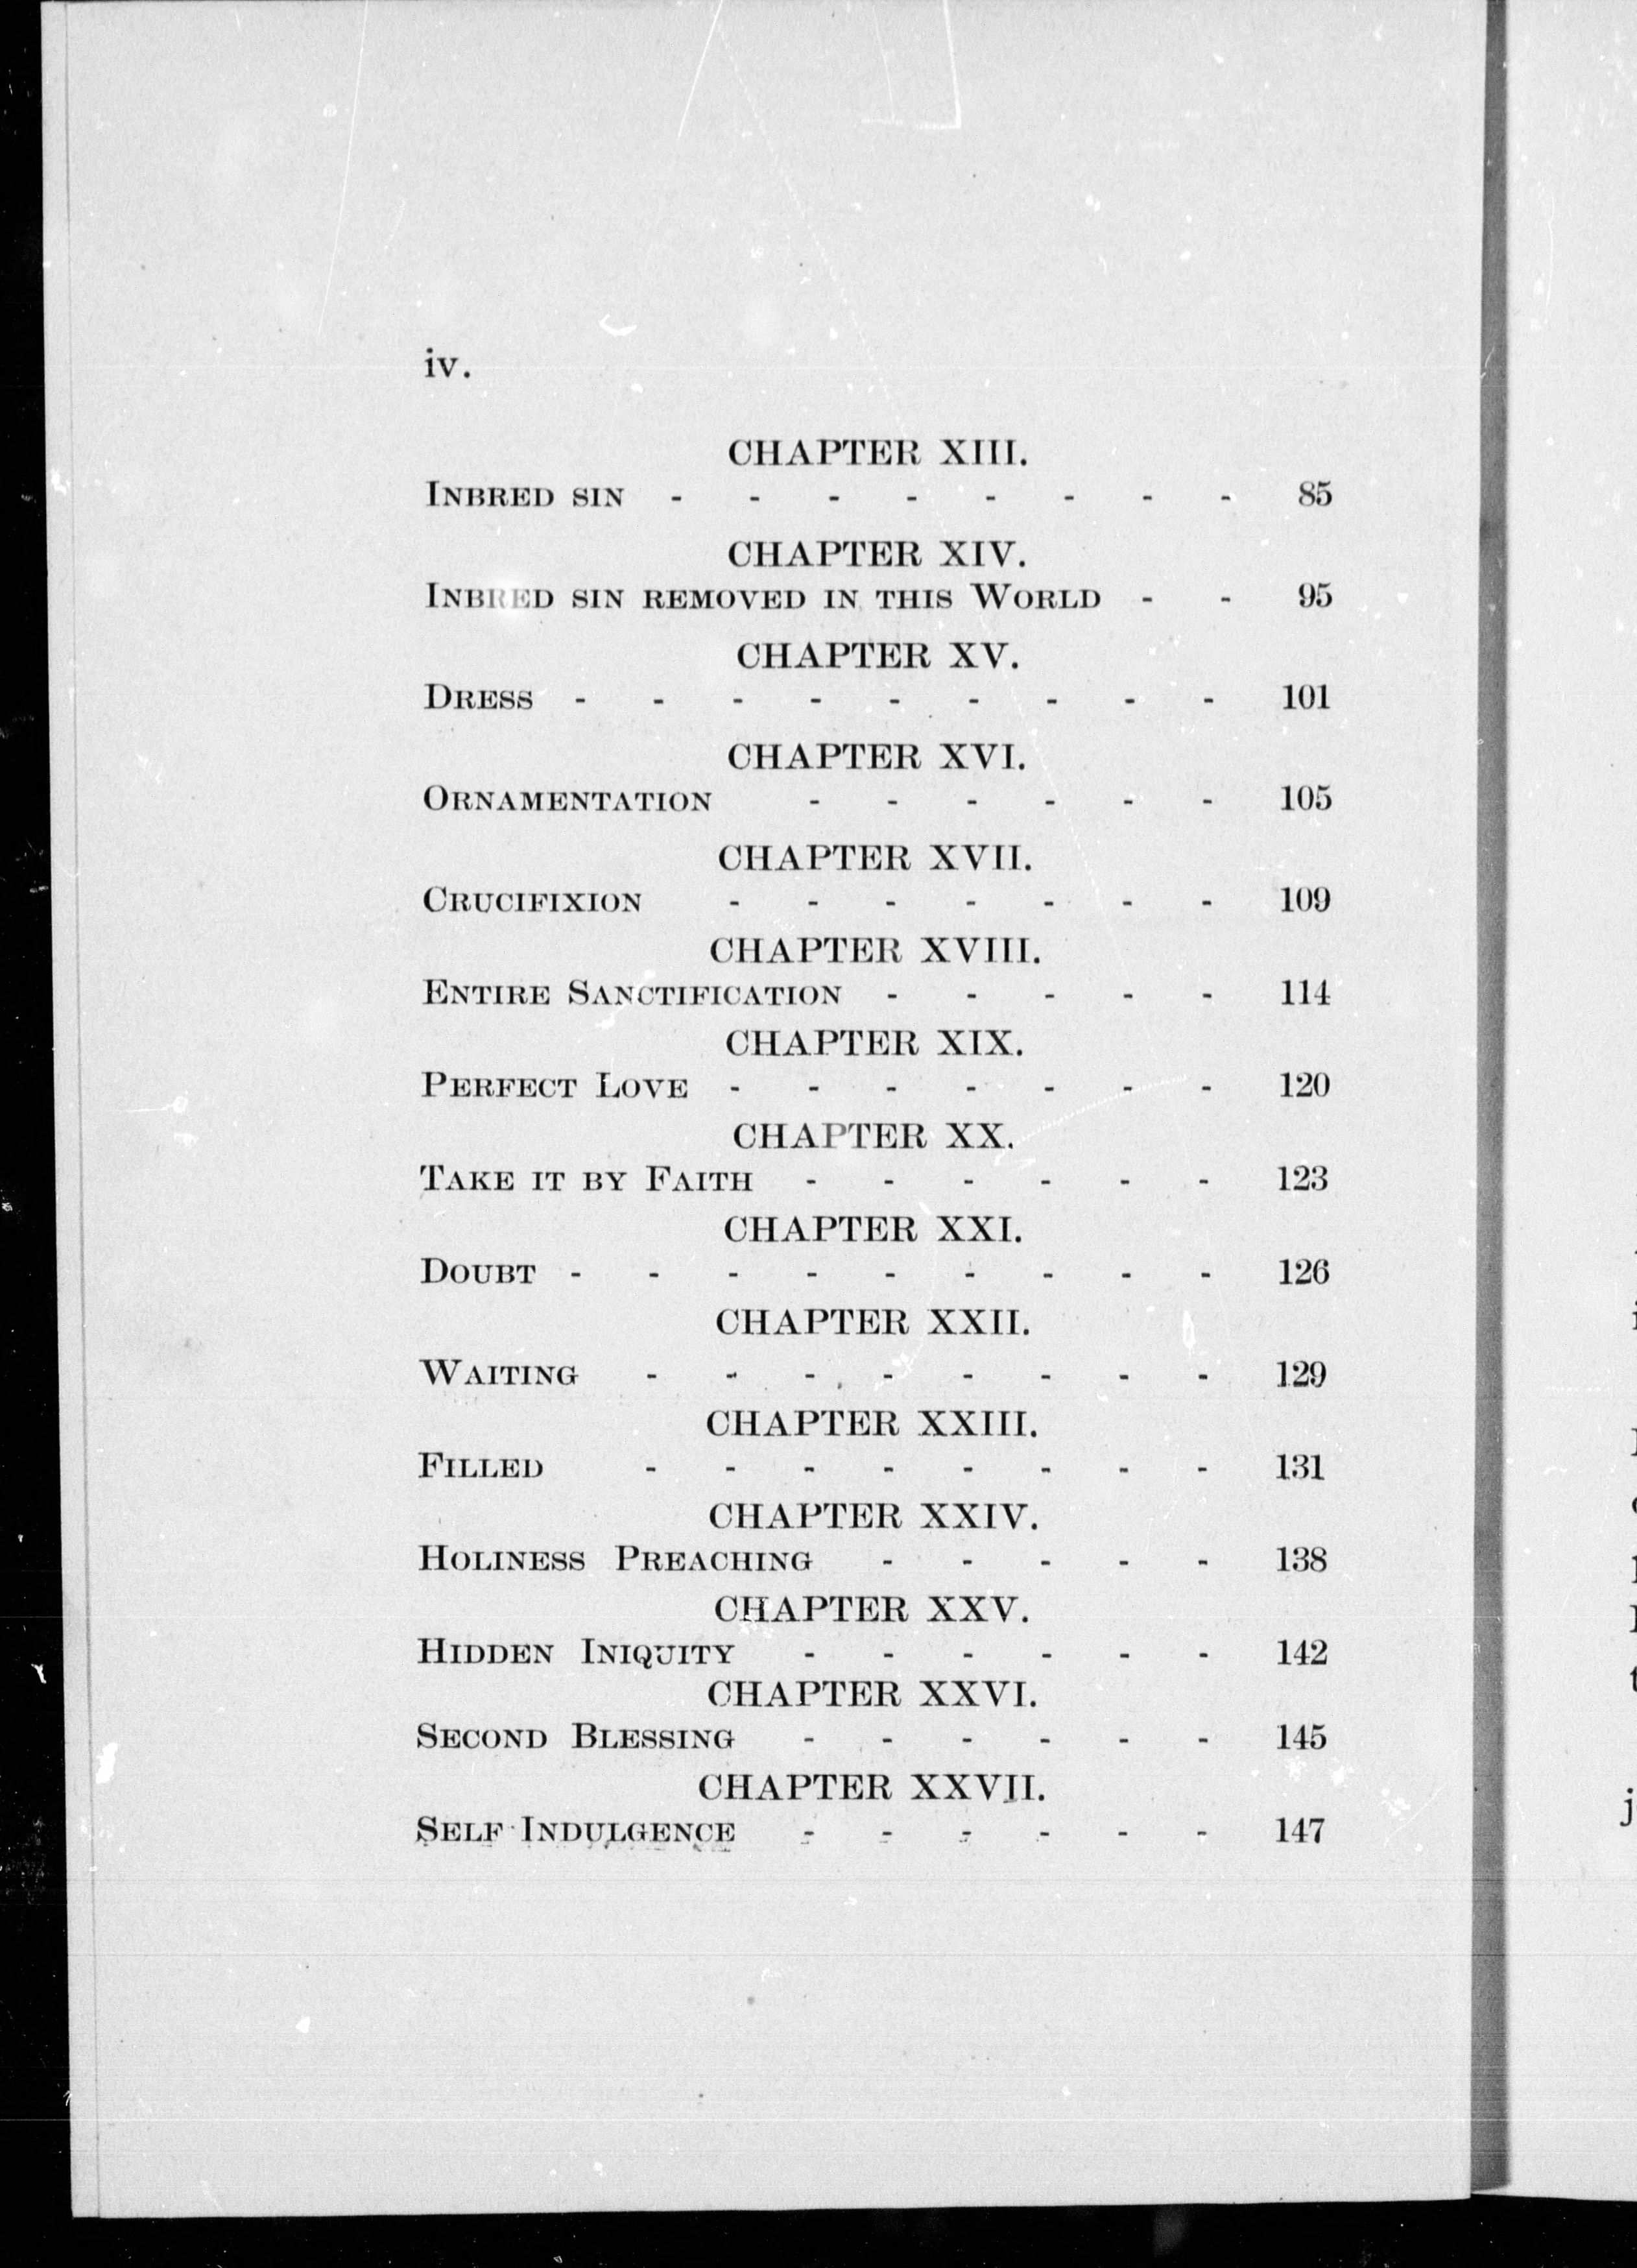 iv.
CHAPTER XIII.
INBRED SIN - - - - - - - - 85
CHAPTER XIV.
INBRED SIN REMOVED IN THIS WORLD - - 95
CHAPTER XV.
DRESS - - - - - - - - - 101
CHAPTER XVI.
ORNAMENTATION - - - - - - 105
CHAPTER XVII.
CRUCIFIXION - - - - - - - 109
CHAPTER XVIII.
ENTIRE SANCTIFICATION - - - - - 114
CHAPTER XIX.
PERFECT LOVE - - - - - - - 120
CHAPTER XX.
TAKE IT BY FAITH - - - - - - 123
CHAPTER XXI.
DOUBT - - - - - - - - - 126
CHAPTER XXII.
WAITING - - - - - - - - 129
CHAPTER XXIII.
FILLED - - - - - - - - 131
CHAPTER XXIV.
HOLINESS PREACHING - - - - - 138
CHAPTER XXV.
HIDDEN INIQUITY - - - - - - 142
CHAPTER XXVI.
SECOND BLESSING - - - - - - 145
CHAPTER XXVII.
SELF INDULGENCE - - - - - - 147